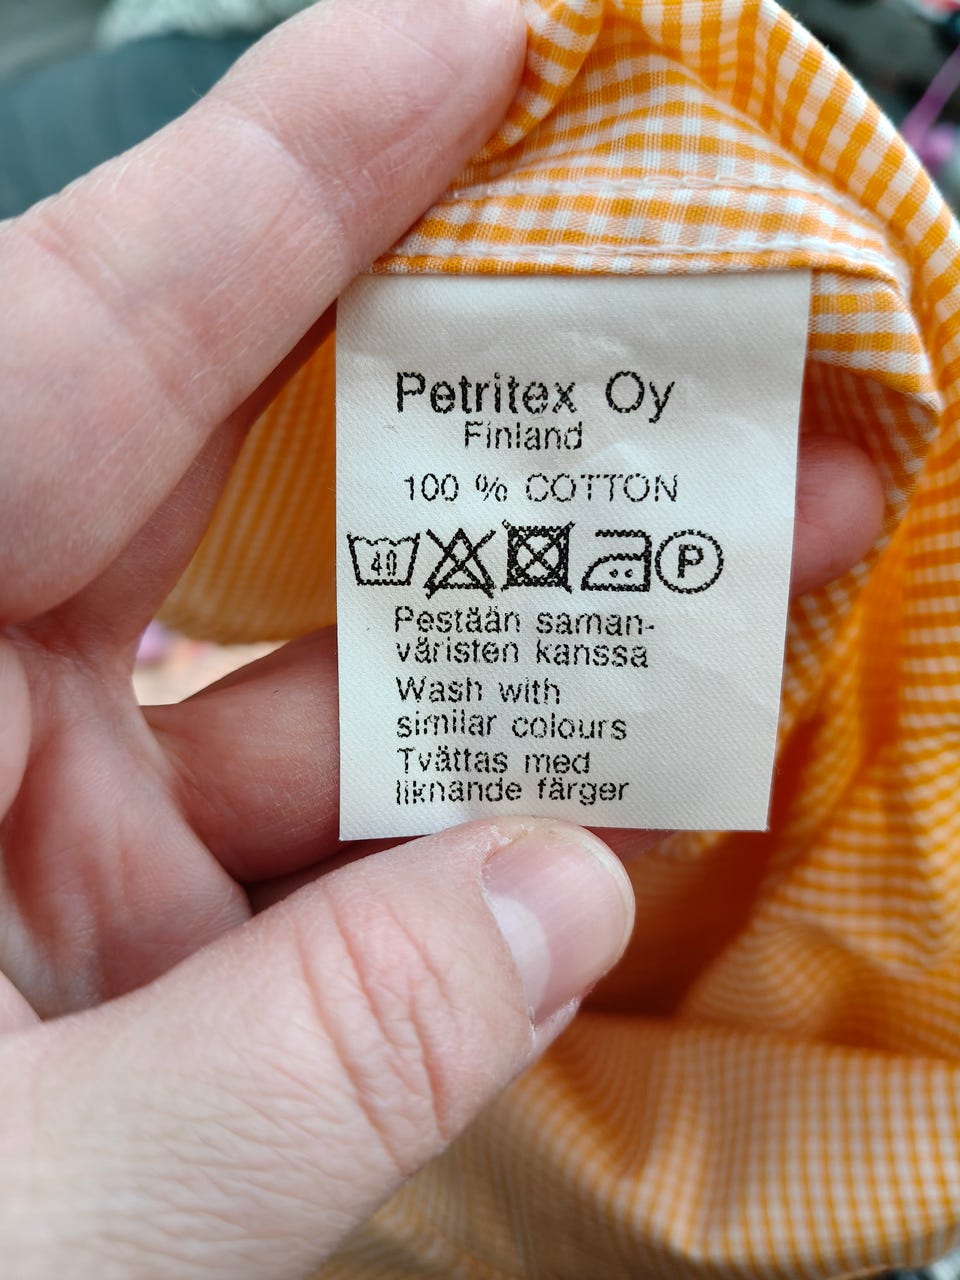 Petritex Oy
Finland
100 % COTTON
40 P
Pestään saman-
väristen kanssa
Wash with
similar colours
Tvättas med
liknande färger